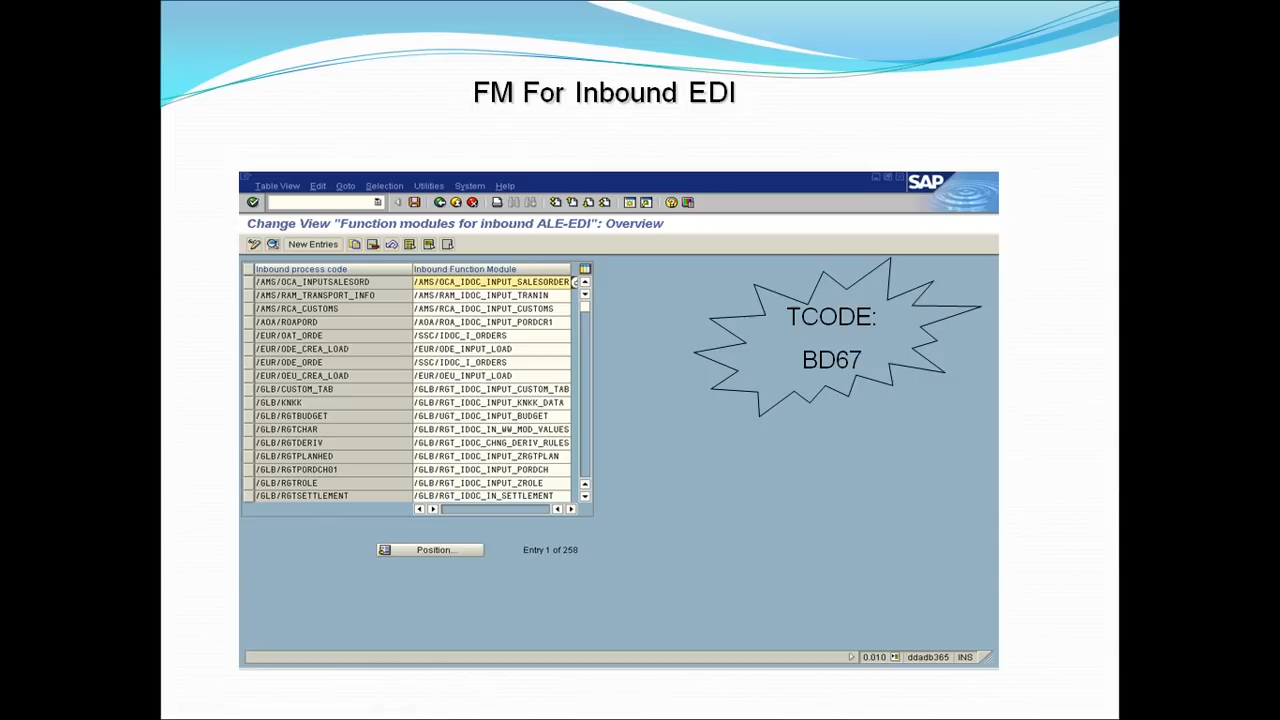 FM For Inbound EDI
SAP
Table View Edit Goto Selection Utilities System Help
Change View "Function modules for inbound ALE-EDI": Overview
New Entries
Inbound process code Inbound Function Module
/AMS/OCA_INPUTSALESORD /AMS/OCA_IDOC_INPUT_SALESORDER
/AMS/RAM_TRANSPORT_INFO /AMS/RAM_IDOC_INPUT_TRANIN
/AMS/RCA_CUSTOMS /AMS/RCA_IDOC_INPUT_CUSTOMS
/AOA/ROAPORD /AOA/ROA_IDOC_INPUT_PORDCR1
/EUR/OAT_ORDE /SSC/IDOC_I_ORDERS
/EUR/ODE_CREA_LOAD /EUR/ODE_INPUT_LOAD
/EUR/ODE_ORDE /SSC/IDOC_I_ORDERS
/EUR/OEU_CREA_LOAD /EUR/OEU_INPUT_LOAD
/GLB/CUSTOM_TAB /GLB/RGT_IDOC_INPUT_CUSTOM_TAB
/GLB/KNKK /GLB/RGT_IDOC_INPUT_KNKK_DATA
/GLB/RGTBUDGET /GLB/UGT_IDOC_INPUT_BUDGET
/GLB/RGTCHAR /GLB/RGT_IDOC_IN_WW_MOD_VALUES
/GLB/RGTDERIV /GLB/RGT_IDOC_CHNG_DERIV_RULES
/GLB/RGTPLANHED /GLB/RGT_IDOC_INPUT_ZRGTPLAN
/GLB/RGTPORDCH01 /GLB/RGT_IDOC_INPUT_PORDCH
/GLB/RGTROLE /GLB/RGT_IDOC_INPUT_ZROLE
/GLB/RGTSETTLEMENT /GLB/RGT_IDOC_IN_SETTLEMENT
Position... Entry 1 of 258
TCODE:
BD67
0.010 ddadb365 INS